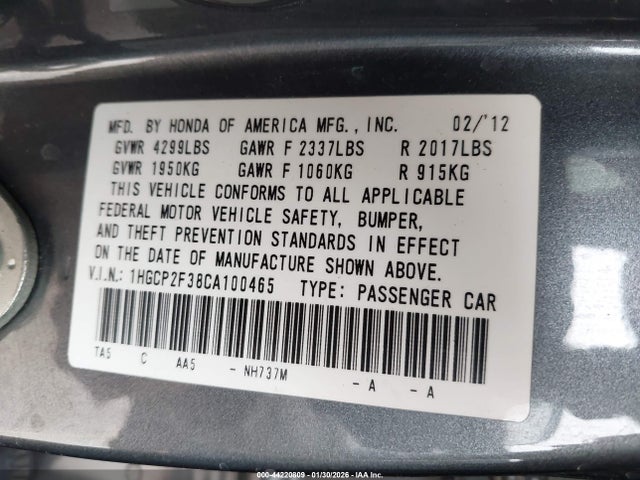 MFD. BY HONDA OF AMERICA MFG., INC. 02/'12
GVWR 4299LBS GAWR F 2337LBS R 2017LBS
GVWR 1950KG GAWR F 1060KG R 915KG
THIS VEHICLE CONFORMS TO ALL APPLICABLE
FEDERAL MOTOR VEHICLE SAFETY, BUMPER,
AND THEFT PREVENTION STANDARDS IN EFFECT
ON THE DATE OF MANUFACTURE SHOWN ABOVE.
V.I.N.: 1HGCP2F38CA100465 TYPE: PASSENGER CAR
TA5 C AA5 - NH737M - A - A
000-44220809 - 01/30/2026 - IAA Inc.